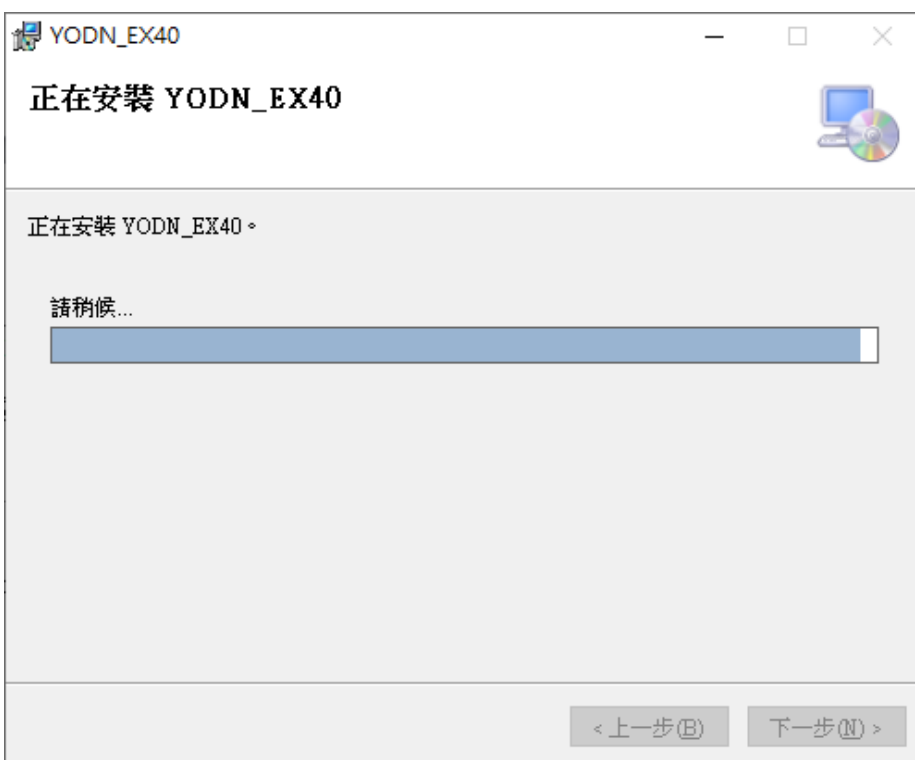 YODN_EX40
正在安裝 YODN_EX40
正在安裝 YODN_EX40。
請稍候...
< 上一步(B)
下一步(N) >